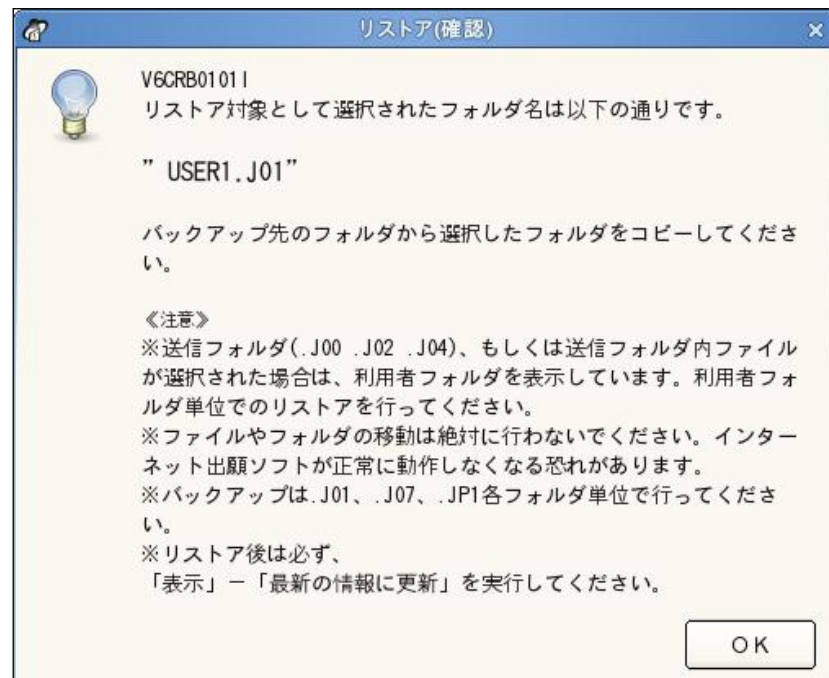 リストア(確認)
V6CRB0101I
リストア対象として選択されたフォルダ名は以下の通りです。
”USER1.J01”
バックアップ先のフォルダから選択したフォルダをコピーしてくださ
い。
《注意》
※送信フォルダ(.J00 .J02 .J04)、もしくは送信フォルダ内ファイル
が選択された場合は、利用者フォルダを表示しています。利用者フォ
ルダ単位でのリストアを行ってください。
※ファイルやフォルダの移動は絶対に行わないでください。インター
ネット出願ソフトが正常に動作しなくなる恐れがあります。
※バックアップは.J01、.J07、.JP1各フォルダ単位で行ってくださ
い。
※リストア後は必ず、
「表示」－「最新の情報に更新」を実行してください。
OK